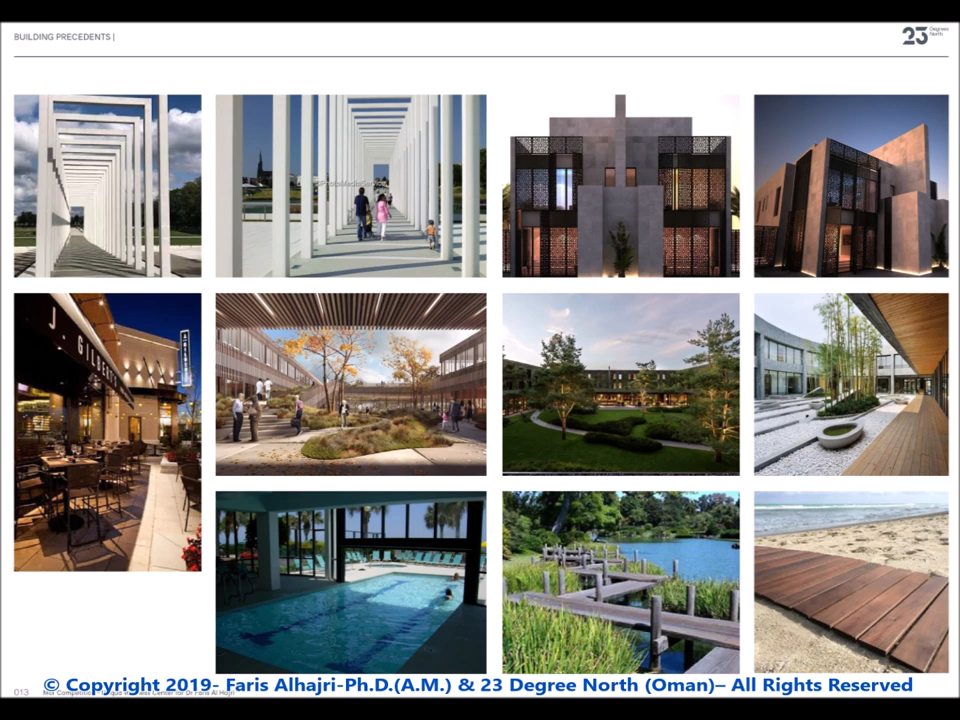 BUILDING PRECEDENTS |
23 Degrees
North
J. GILBERT
013
© Copyright 2019- Faris Alhajri-Ph.D.(A.M.) & 23 Degree North (Oman)– All Rights Reserved